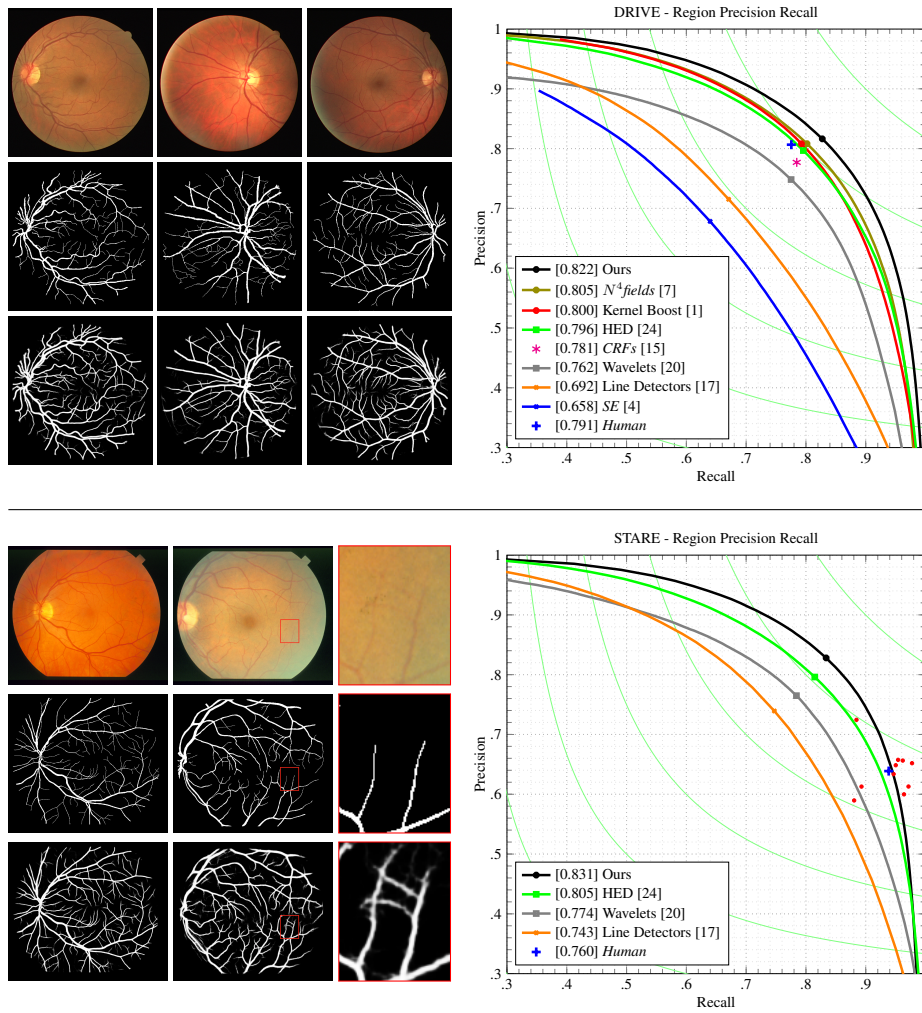 DRIVE - Region Precision Recall
1
.9
.8
.7
.6
.5
.4
.3
Precision
[0.822] Ours
[0.805] N⁴fields [7]
[0.800] Kernel Boost [1]
[0.796] HED [24]
[0.781] CRFs [15]
[0.762] Wavelets [20]
[0.692] Line Detectors [17]
[0.658] SE [4]
[0.791] Human
0.3 .4 .5 .6 .7 .8 .9
Recall
STARE - Region Precision Recall
1
.9
.8
.7
.6
.5
.4
.3
Precision
[0.831] Ours
[0.805] HED [24]
[0.774] Wavelets [20]
[0.743] Line Detectors [17]
[0.760] Human
0.3 .4 .5 .6 .7 .8 .9
Recall